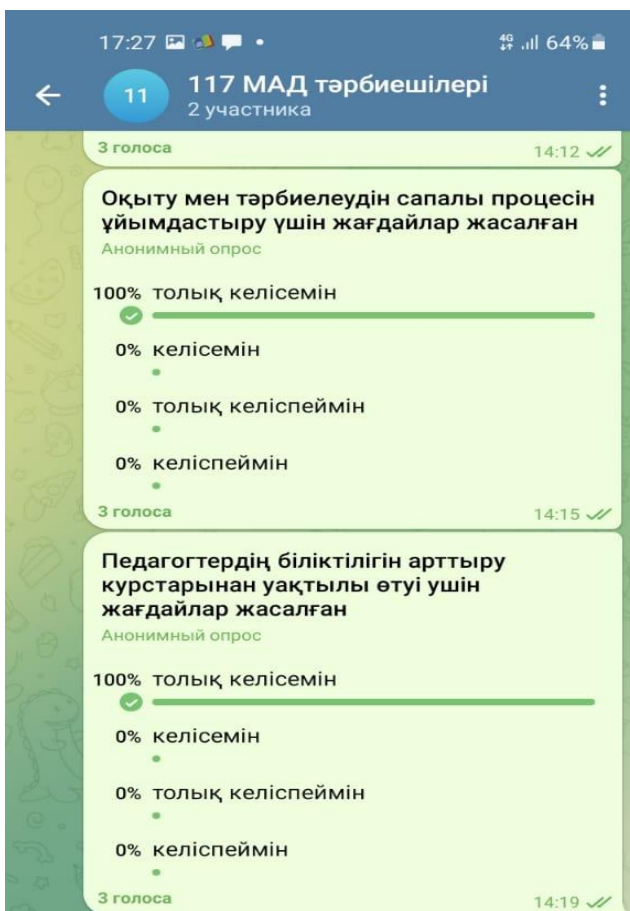 17:27 4G 64%
11 117 МАД тәрбиешілері
2 участника
3 голоса 14:12
Оқыту мен тәрбиелеудін сапалы процесін
ұйымдастыру үшін жағдайлар жасалған
Анонимный опрос
100% толық келісемін
0% келісемін
0% толық келіспеймін
0% келіспеймін
3 голоса 14:15
Педагогтердің біліктілігін арттыру
курстарынан уақтылы өтуі ушін
жағдайлар жасалған
Анонимный опрос
100% толық келісемін
0% келісемін
0% толық келіспеймін
0% келіспеймін
3 голоса 14:19